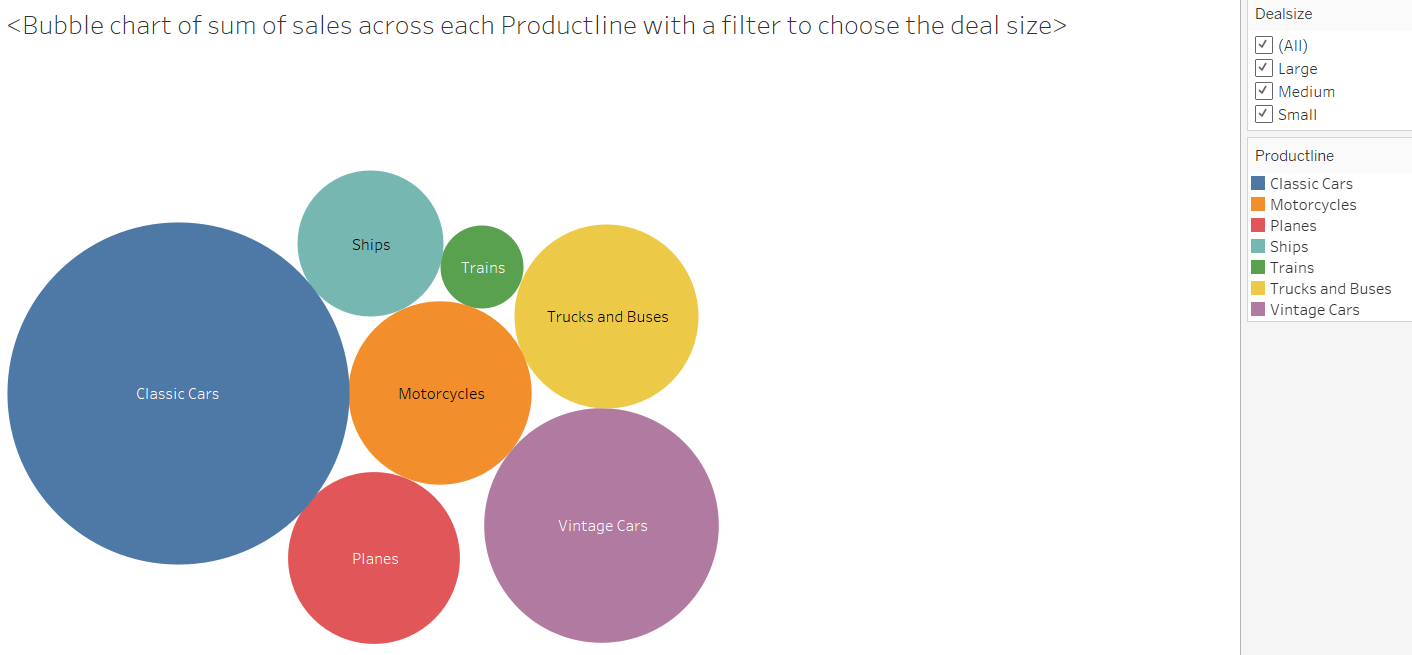 <Bubble chart of sum of sales across each Productline with a filter to choose the deal size>
Ships
Trains
Trucks and Buses
Classic Cars
Motorcycles
Vintage Cars
Planes
Dealsize
(All)
Large
Medium
Small
Productline
Classic Cars
Motorcycles
Planes
Ships
Trains
Trucks and Buses
Vintage Cars